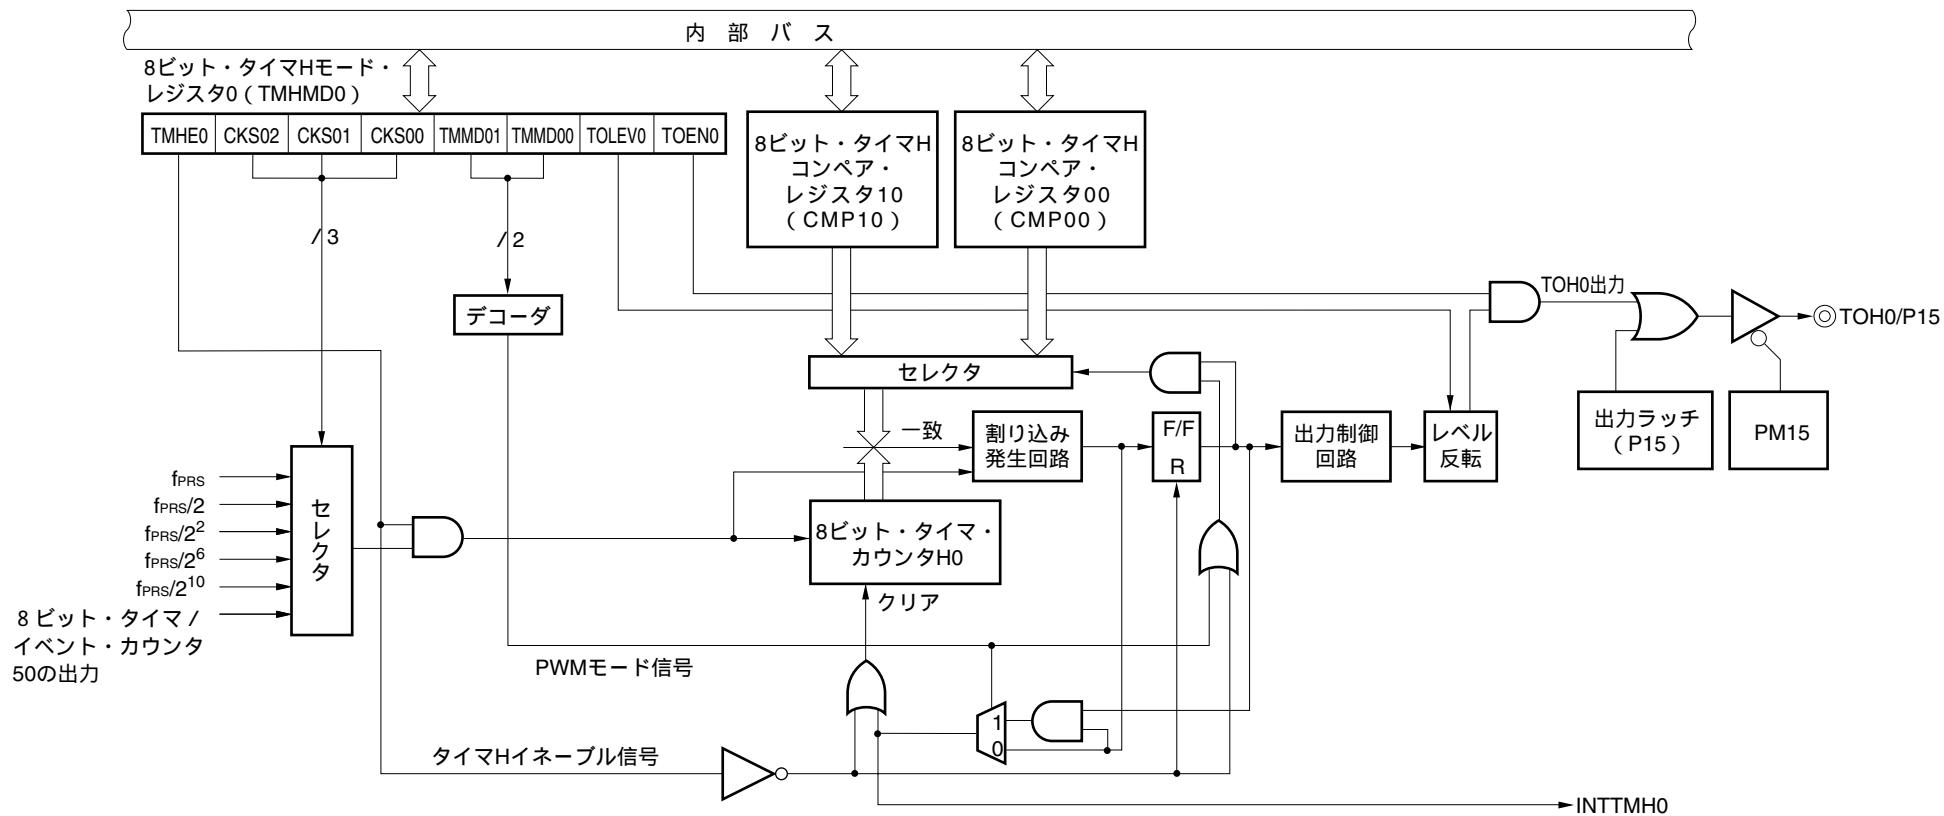 内 部 バ ス
8ビット・タイマHモード・
レジスタ0(TMHMD0)
TMHE0 CKS02 CKS01 CKS00 TMMD01 TMMD00 TOLEV0 TOEN0
8ビット・タイマH
コンペア・
レジスタ10
(CMP10)
8ビット・タイマH
コンペア・
レジスタ00
(CMP00)
/3
/2
デコーダ
TOH0出力
TOH0/P15
セレクタ
一致
割り込み
発生回路
F/F
R
出力制御
回路
レベル
反転
出力ラッチ
(P15)
PM15
fPRS
fPRS/2
fPRS/2²
fPRS/2⁶
fPRS/2¹⁰
8 ビット・タイマ /
イベント・カウンタ
50の出力
セレクタ
8ビット・タイマ・
カウンタH0
クリア
PWMモード信号
1
0
タイマHイネーブル信号
INTTMH0